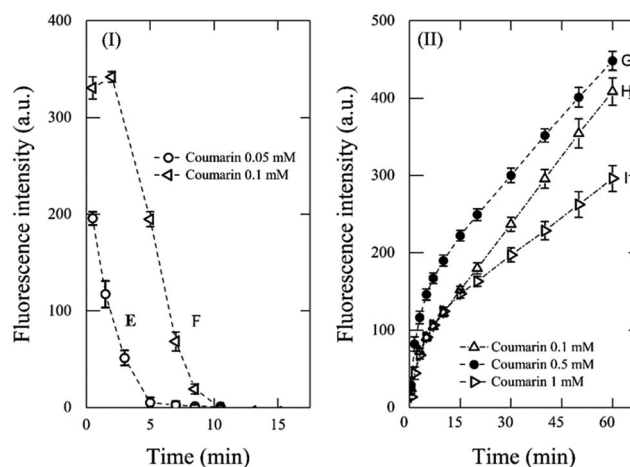 (I)
400
300
200
100
0
Fluorescence intensity (a.u.)
Coumarin 0.05 mM
Coumarin 0.1 mM
E
F
0 5 10 15
Time (min)
(II)
500
400
300
200
100
0
Fluorescence intensity (a.u.)
G
H
I
Coumarin 0.1 mM
Coumarin 0.5 mM
Coumarin 1 mM
0 15 30 45 60
Time (min)